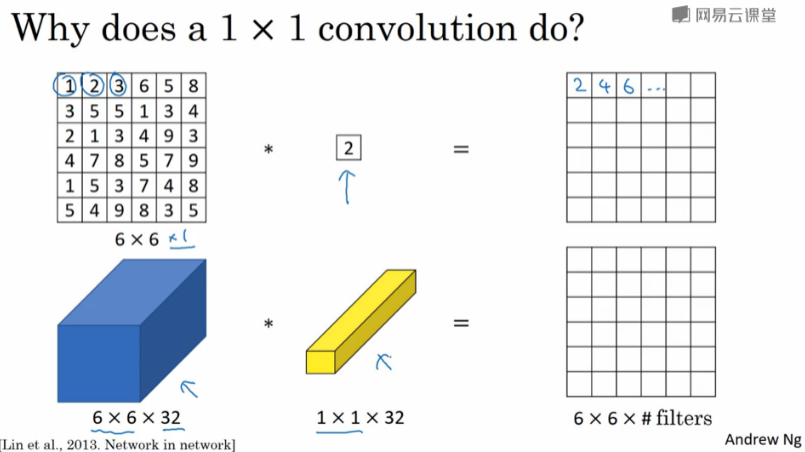 Why does a 1 × 1 convolution do?
网易云课堂
1 2 3 6 5 8
3 5 5 1 3 4
2 1 3 4 9 3
4 7 8 5 7 9
1 5 3 7 4 8
5 4 9 8 3 5
* 2 =
2 4 6 ...
6 × 6 ×1
* =
6 × 6 × 32
1 × 1 × 32
6 × 6 × # filters
[Lin et al., 2013. Network in network]
Andrew Ng